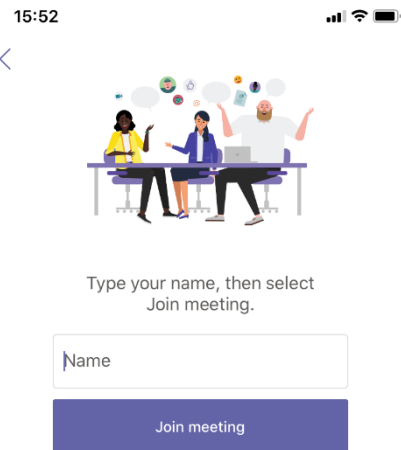 15:52
Type your name, then select
Join meeting.
Name
Join meeting